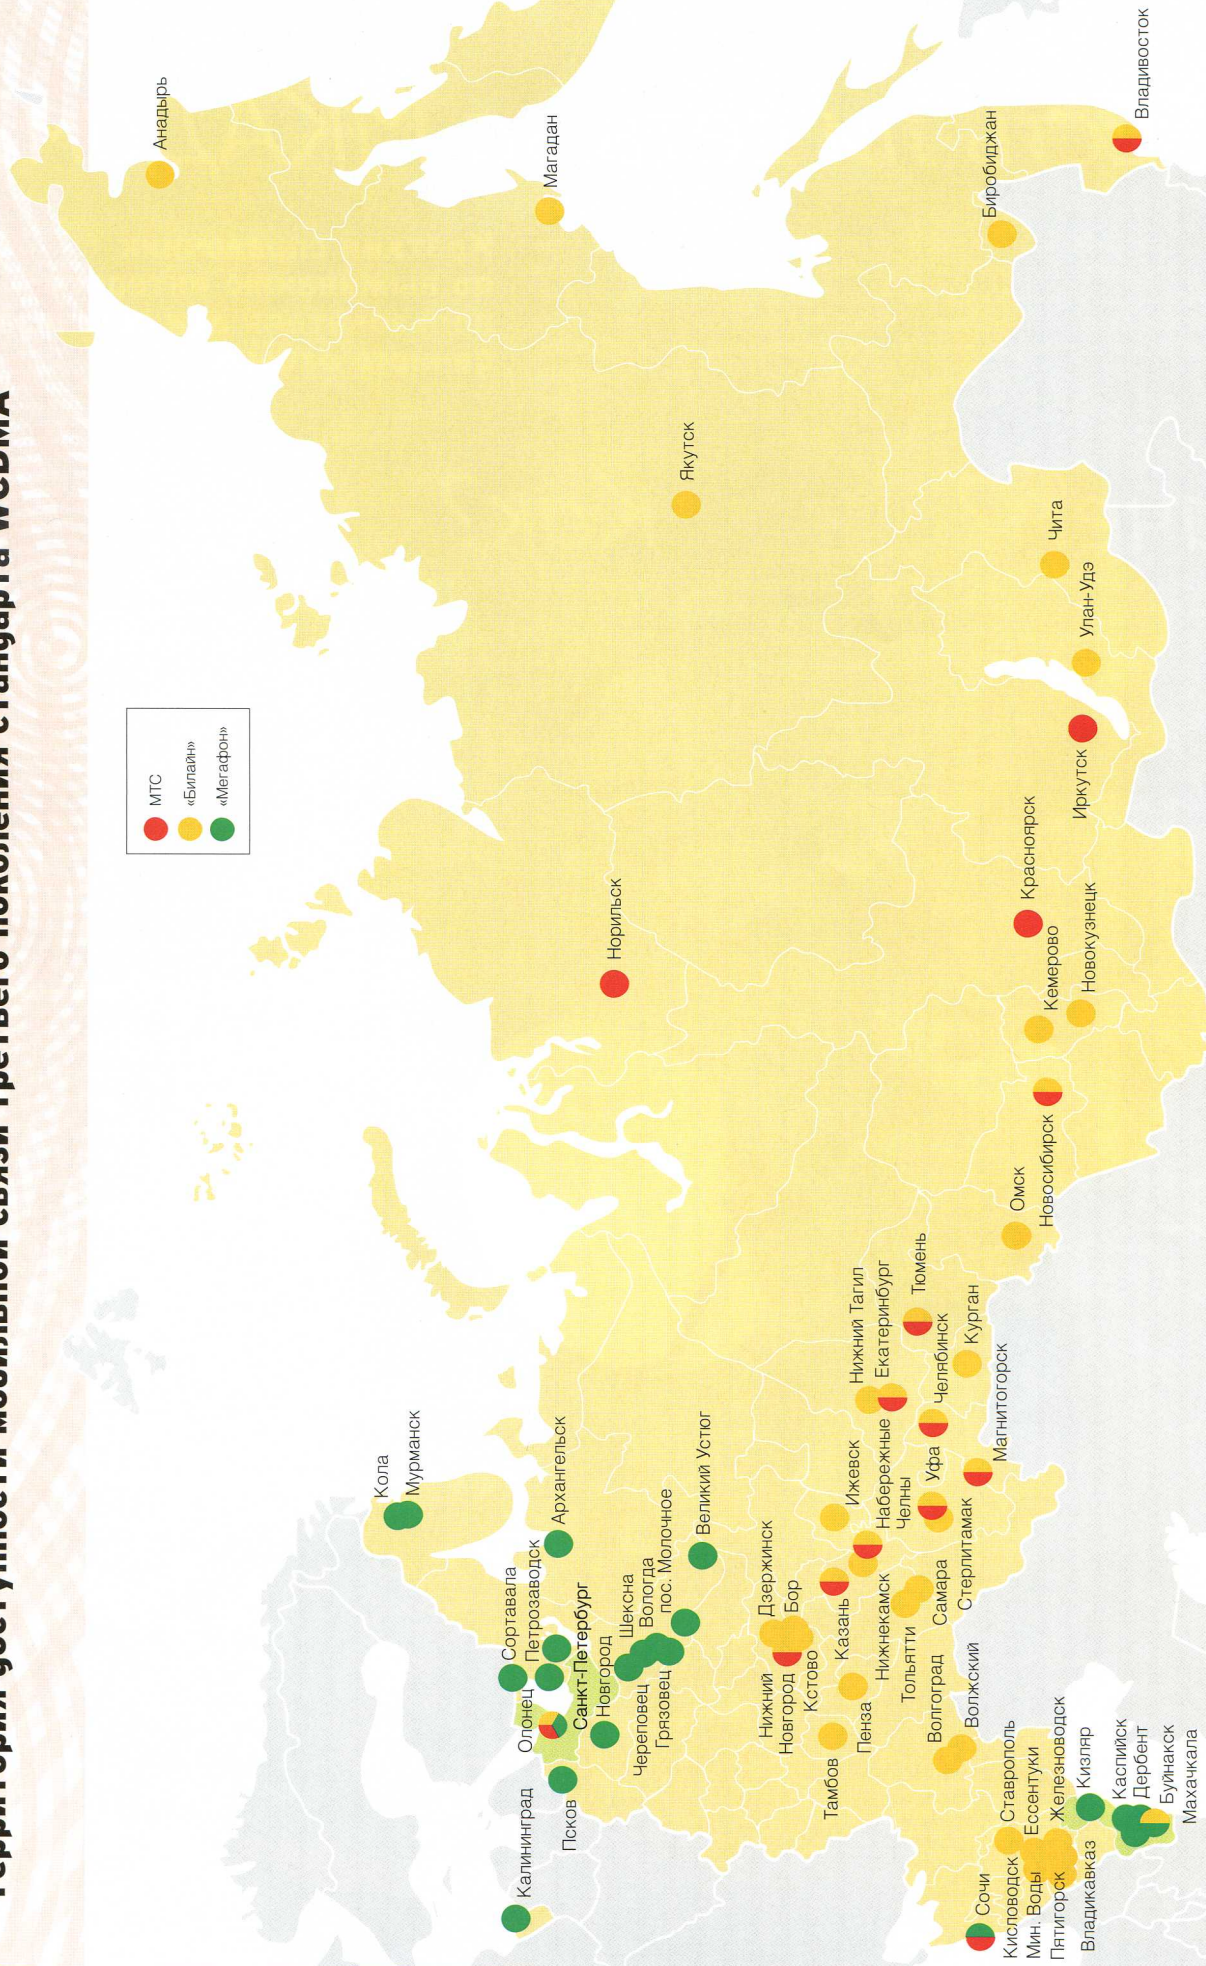 Территория доступности мобильной связи третьего поколения стандарта WCDMA
МТС
«Билайн»
«Мегафон»
Анадырь
Магадан
Якутск
Биробиджан
Владивосток
Чита
Улан-Удэ
Иркутск
Красноярск
Норильск
Кемерово
Новокузнецк
Новосибирск
Омск
Тюмень
Нижний Тагил
Екатеринбург
Челябинск
Курган
Магнитогорск
Уфа
Стерлитамак
Ижевск
Набережные
Челны
Нижнекамск
Казань
Самара
Тольятти
Кола
Мурманск
Архангельск
Великий Устюг
Сортавала
Петрозаводск
Олонец
Санкт-Петербург
Новгород
Шексна
Вологда
пос. Молочное
Череповец
Грязовец
Псков
Калининград
Дзержинск
Бор
Нижний
Новгород
Кстово
Пенза
Тамбов
Волгоград
Волжский
Сочи
Ставрополь
Ессентуки
Железноводск
Кисловодск
Мин. Воды
Пятигорск
Владикавказ
Кизляр
Каспийск
Дербент
Буйнакск
Махачкала